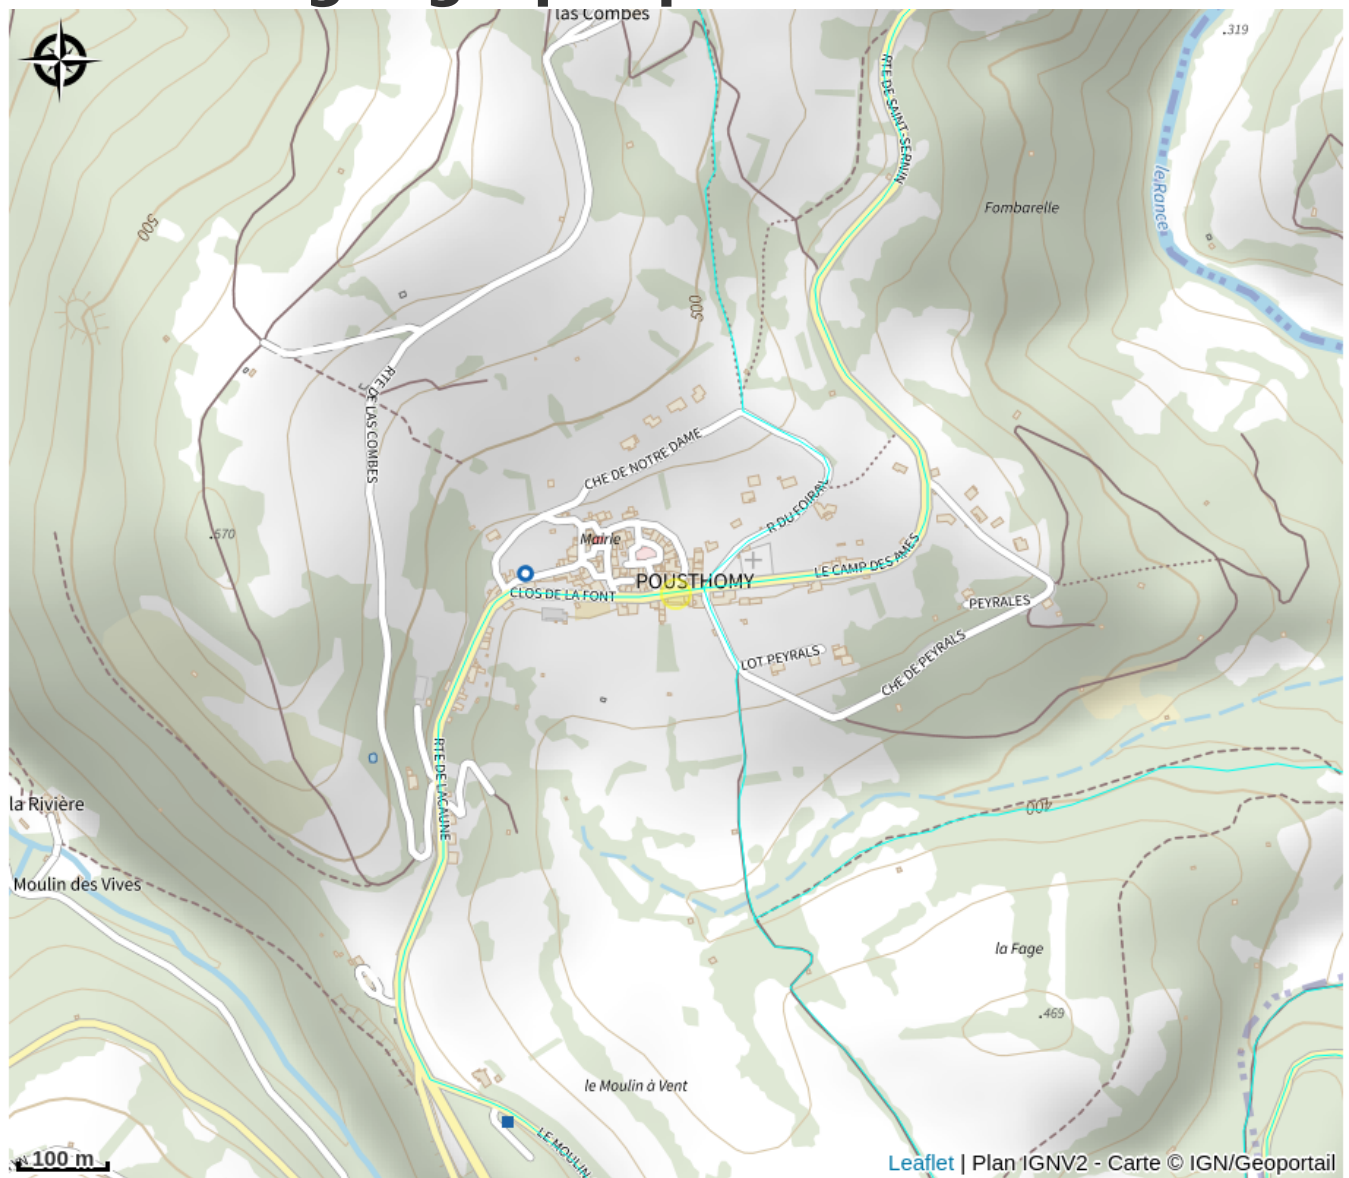 las Combes
.319
RTE DE SAINT-SERNIN
le Rance
Fombarelle
500
500
RTE DE LAS COMBES
CHE DE NOTRE DAME
R DU FOIRAIL
.670
Mairie
POUSTHOMY
LE CAMP DES AMES
CLOS DE LA FONT
PEYRALES
LOT PEYRALS
CHE DE PEYRALS
RTE DE LACAUNE
la Rivière
400
Moulin des Vives
la Fage
.469
le Moulin à Vent
LE MOULIN
100 m
Leaflet | Plan IGNV2 - Carte © IGN/Geoportail